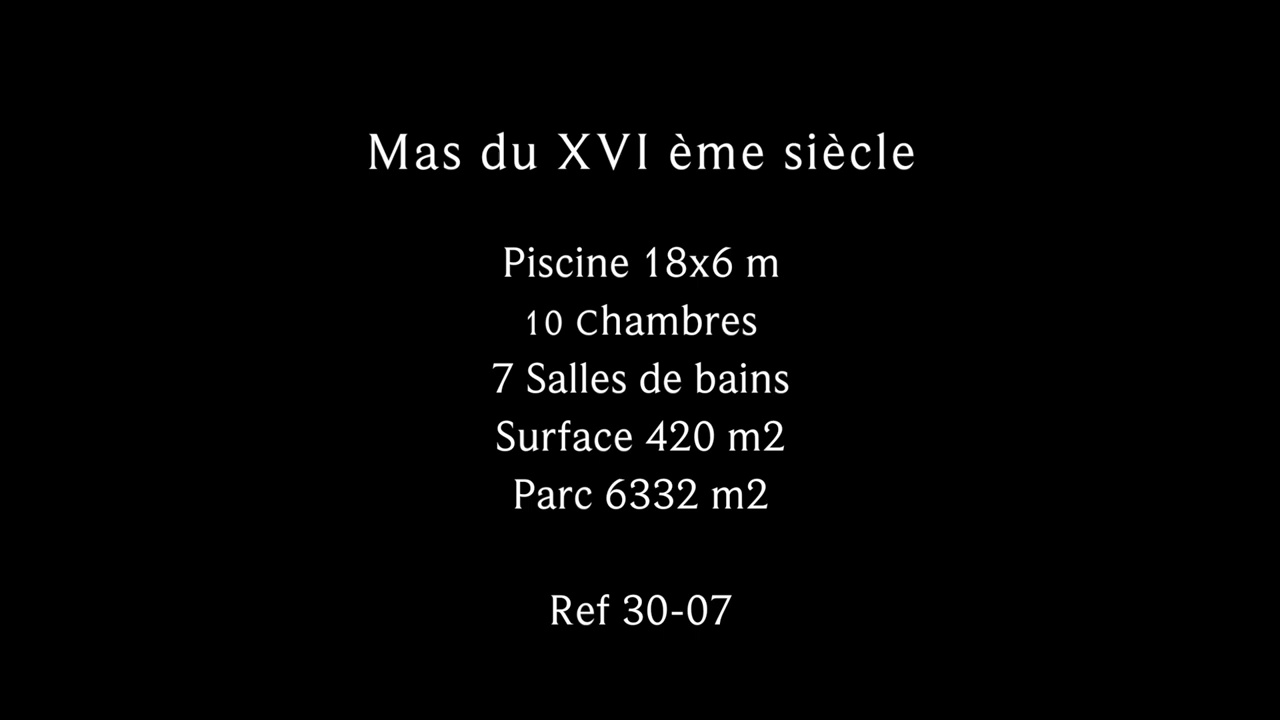 Mas du XVI ème siècle
Piscine 18x6 m
10 Chambres
7 Salles de bains
Surface 420 m2
Parc 6332 m2
Ref 30-07